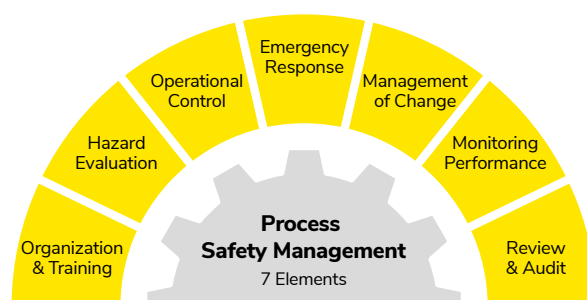 Organization
& Training
Hazard
Evaluation
Operational
Control
Emergency
Response
Management
of Change
Monitoring
Performance
Review
& Audit
Process
Safety Management
7 Elements